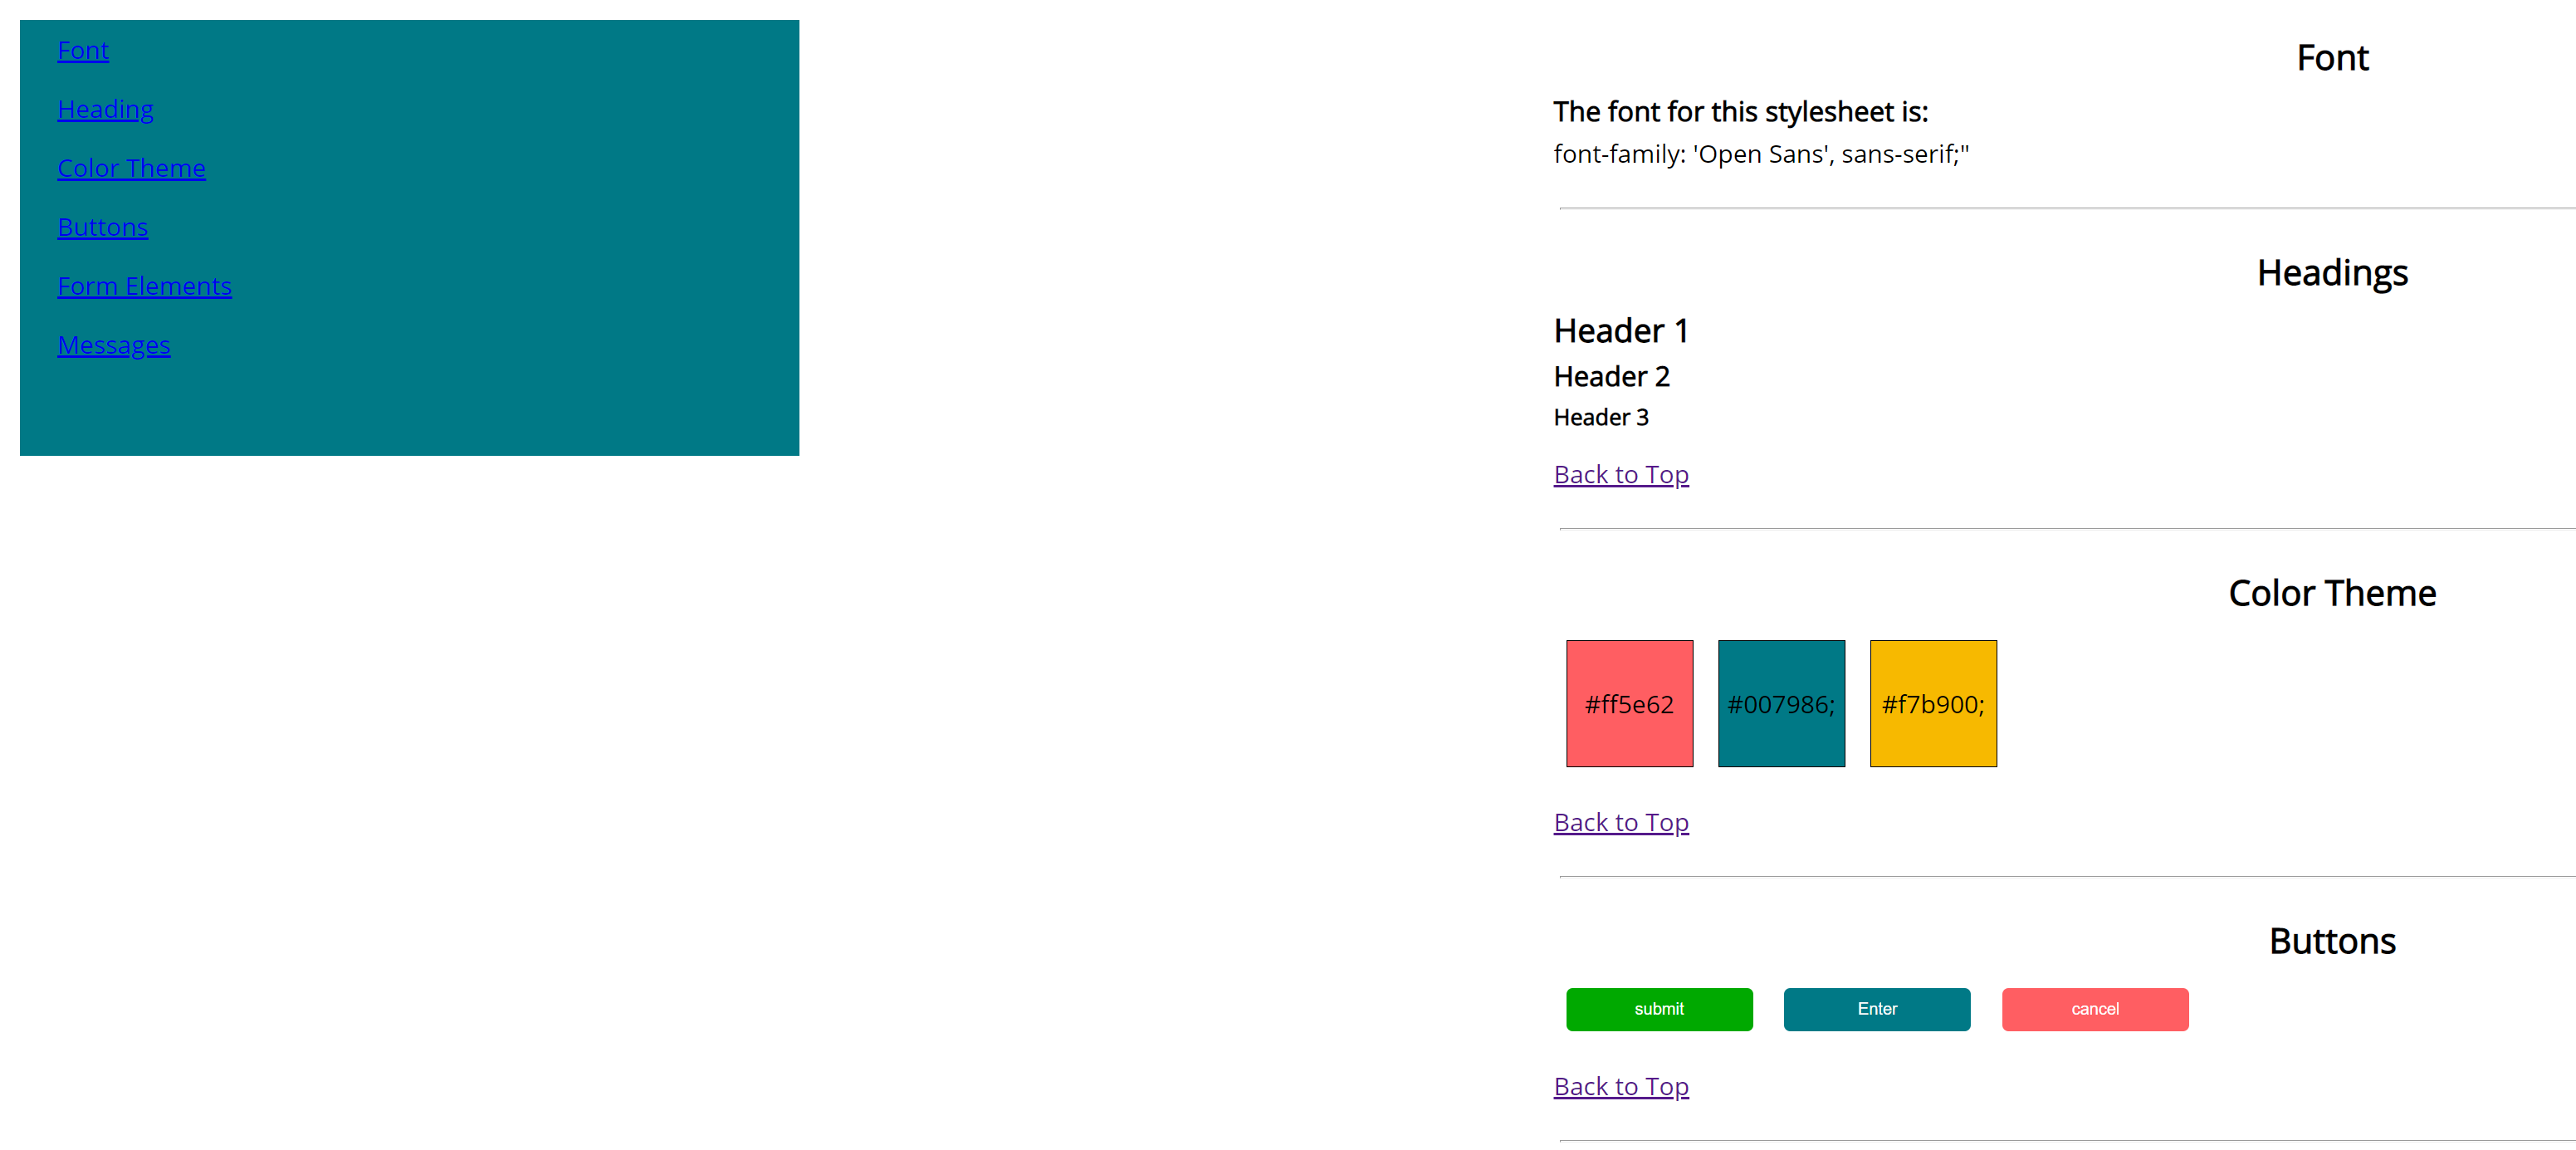 Font
Heading
Color Theme
Buttons
Form Elements
Messages
Font
The font for this stylesheet is:
font-family: 'Open Sans', sans-serif;"
Headings
Header 1
Header 2
Header 3
Back to Top
Color Theme
#ff5e62 #007986; #f7b900;
Back to Top
Buttons
submit Enter cancel
Back to Top